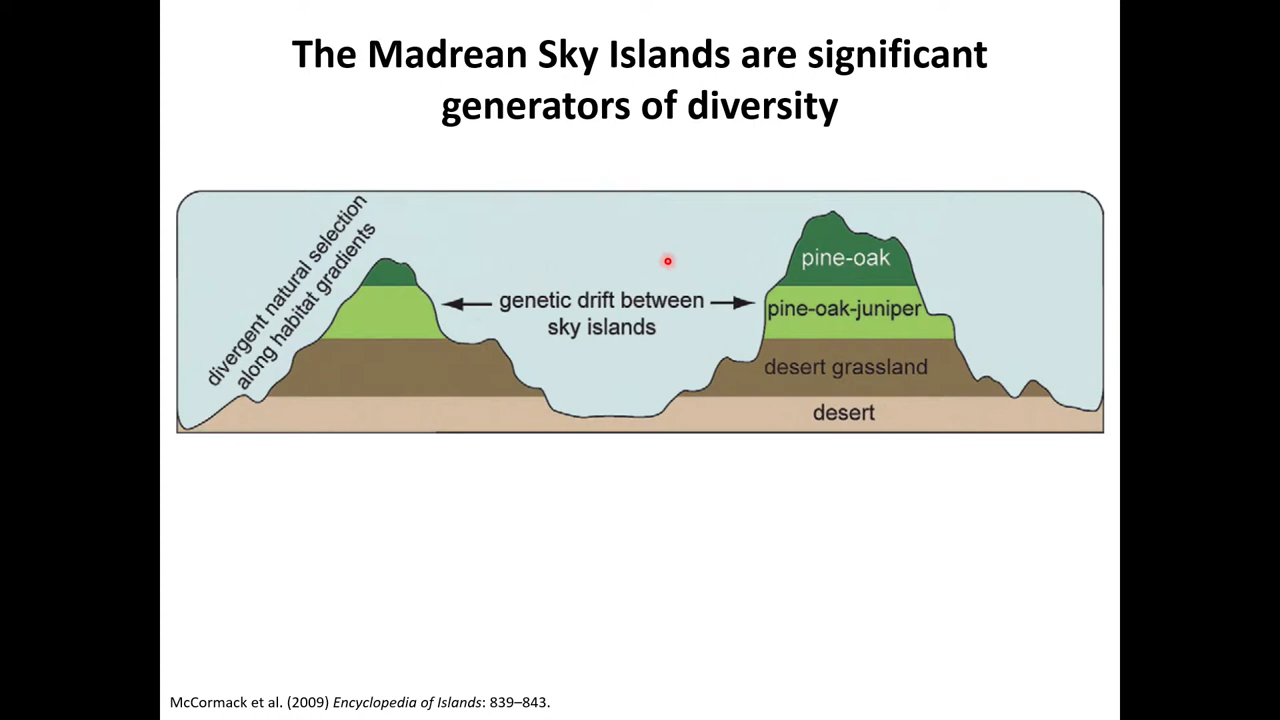 The Madrean Sky Islands are significant
generators of diversity
divergent natural selection
along habitat gradients
genetic drift between
sky islands
pine-oak
pine-oak-juniper
desert grassland
desert
McCormack et al. (2009) Encyclopedia of Islands: 839–843.